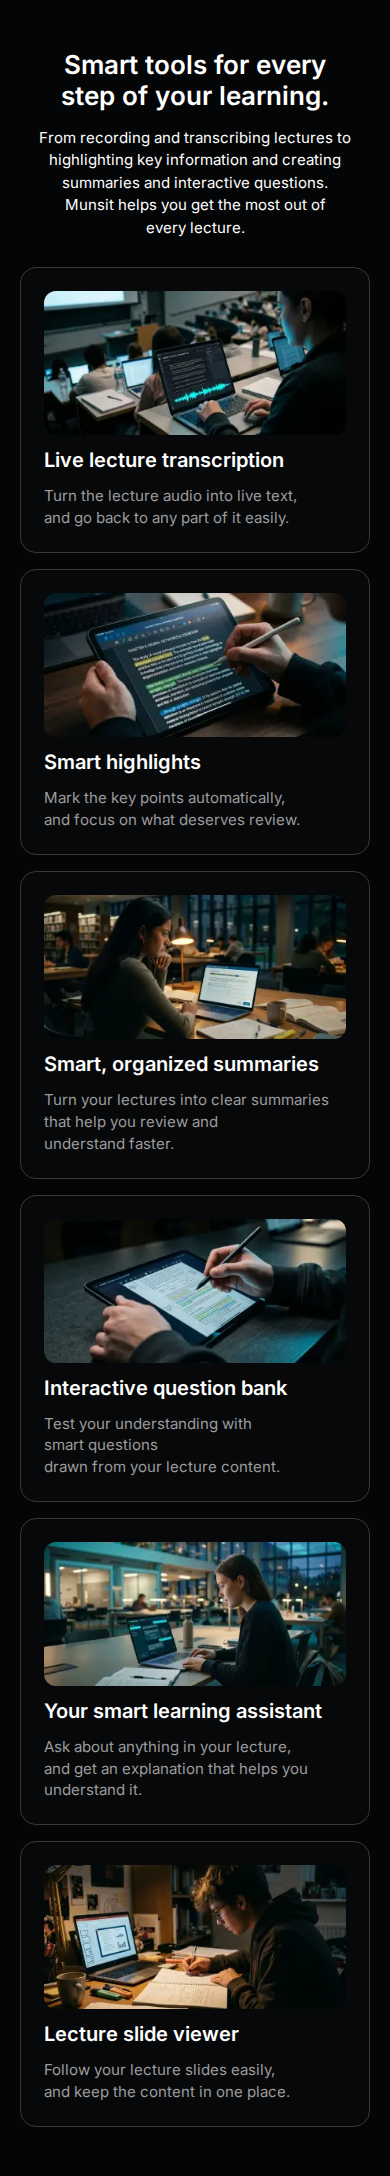 Smart tools for every
step of your learning.
From recording and transcribing lectures to
highlighting key information and creating
summaries and interactive questions.
Munsit helps you get the most out of
every lecture.
Live lecture transcription
Turn the lecture audio into live text,
and go back to any part of it easily.
Smart highlights
Mark the key points automatically,
and focus on what deserves review.
Smart, organized summaries
Turn your lectures into clear summaries
that help you review and
understand faster.
Interactive question bank
Test your understanding with
smart questions
drawn from your lecture content.
Your smart learning assistant
Ask about anything in your lecture,
and get an explanation that helps you
understand it.
Lecture slide viewer
Follow your lecture slides easily,
and keep the content in one place.